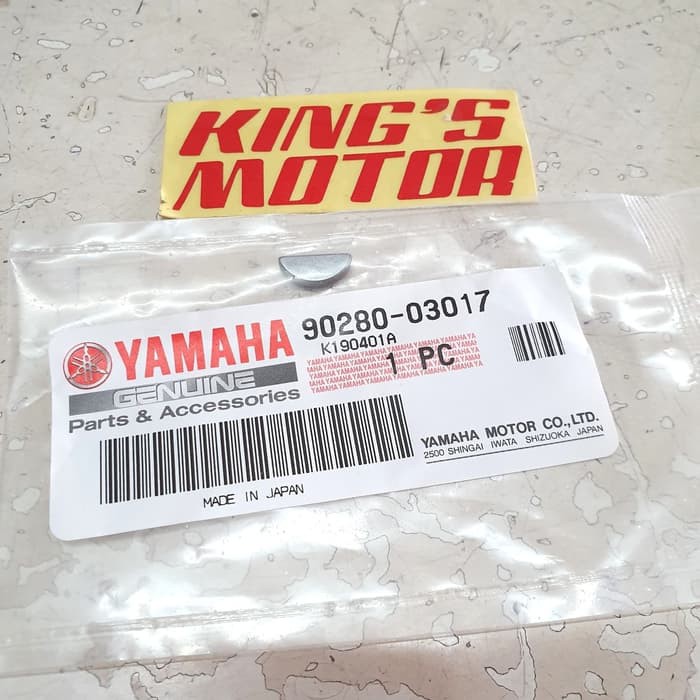 KING'S
MOTOR
YAMAHA
90280-03017
K190401A
1 PC
GENUINE
Parts & Accessories
YAMAHA MOTOR CO.,LTD.
2500 SHINGAI IWATA SHIZUOKA JAPAN
MADE IN JAPAN